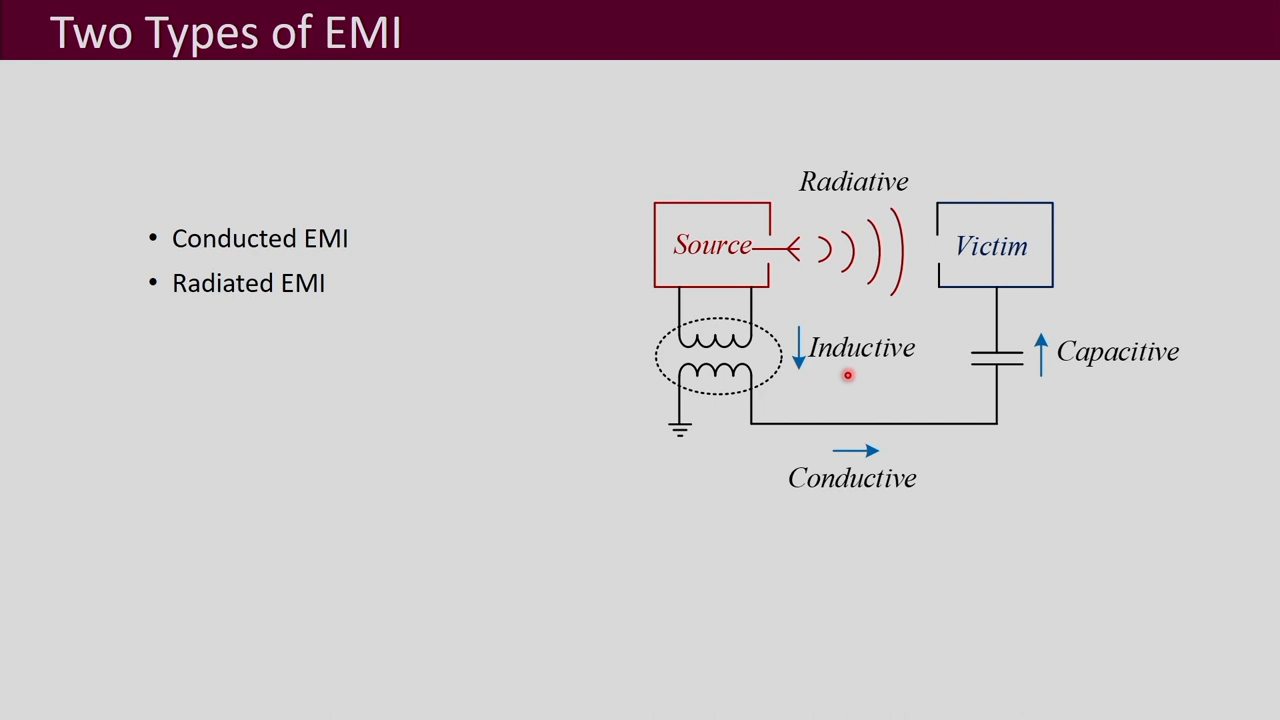 Two Types of EMI
• Conducted EMI
• Radiated EMI
Radiative
Source
Victim
Inductive
Capacitive
Conductive